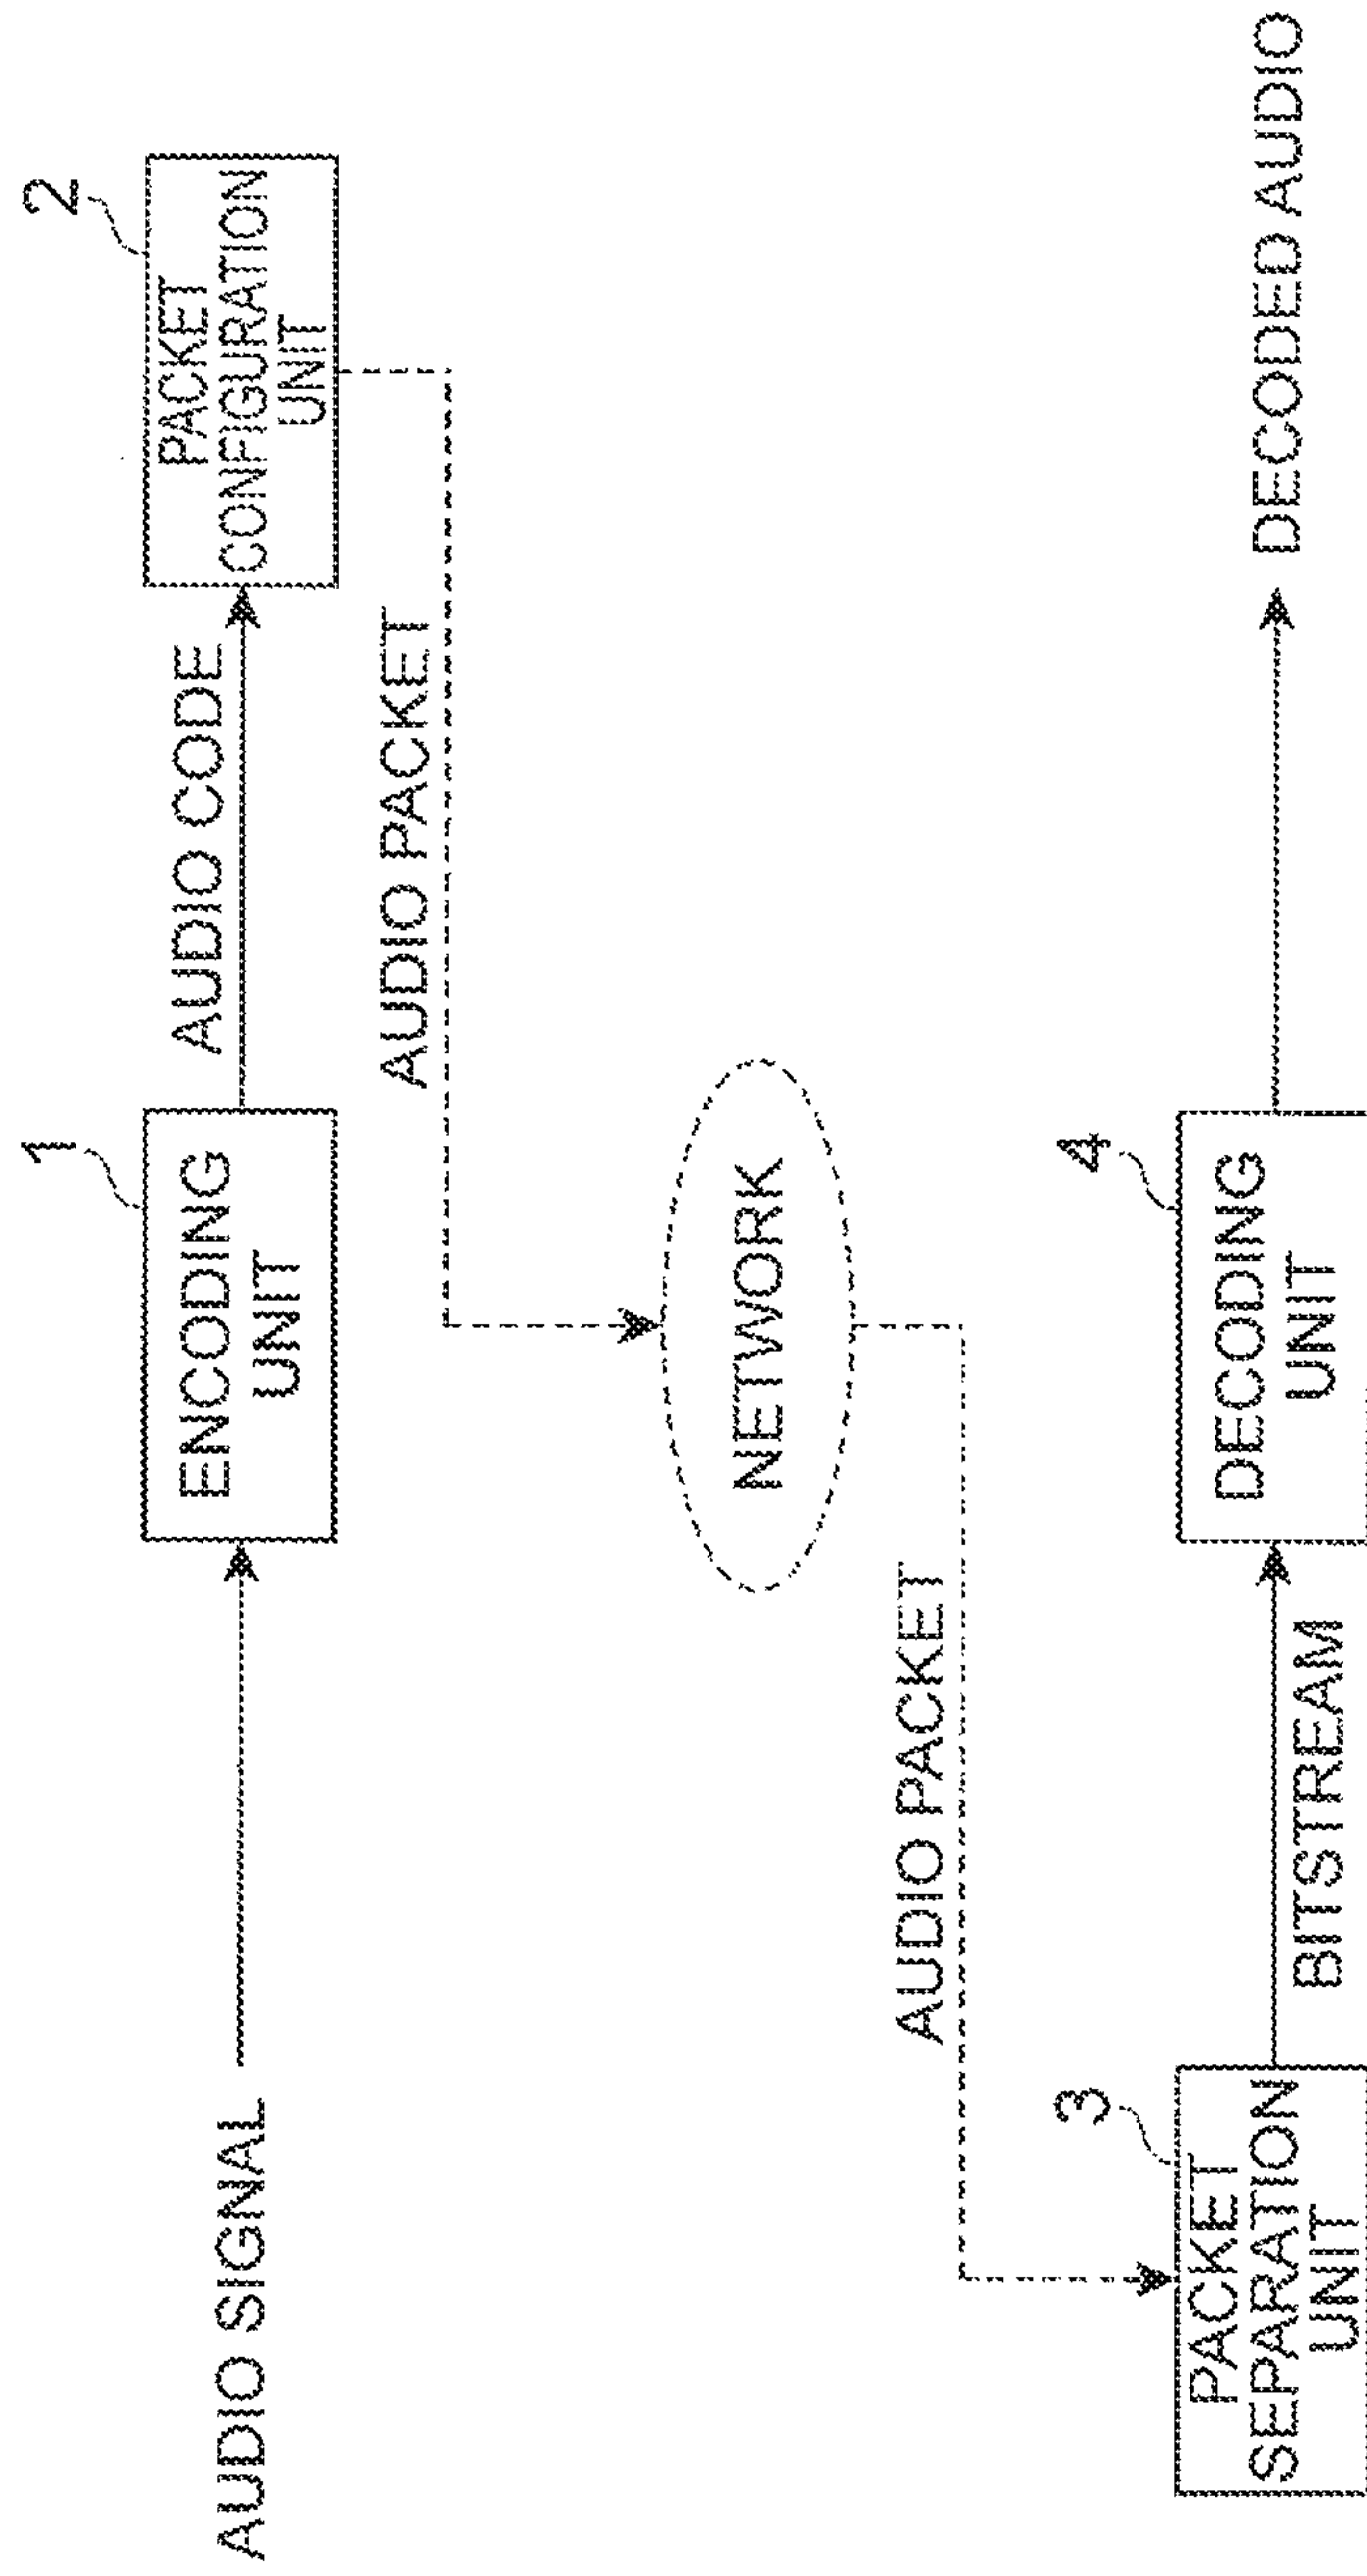 1
2
AUDIO SIGNAL
ENCODING
UNIT
AUDIO CODE
PACKET
CONFIGURATION
UNIT
AUDIO PACKET
NETWORK
AUDIO PACKET
3
4
PACKET
SEPARATION
UNIT
BITSTREAM
DECODING
UNIT
DECODED AUDIO